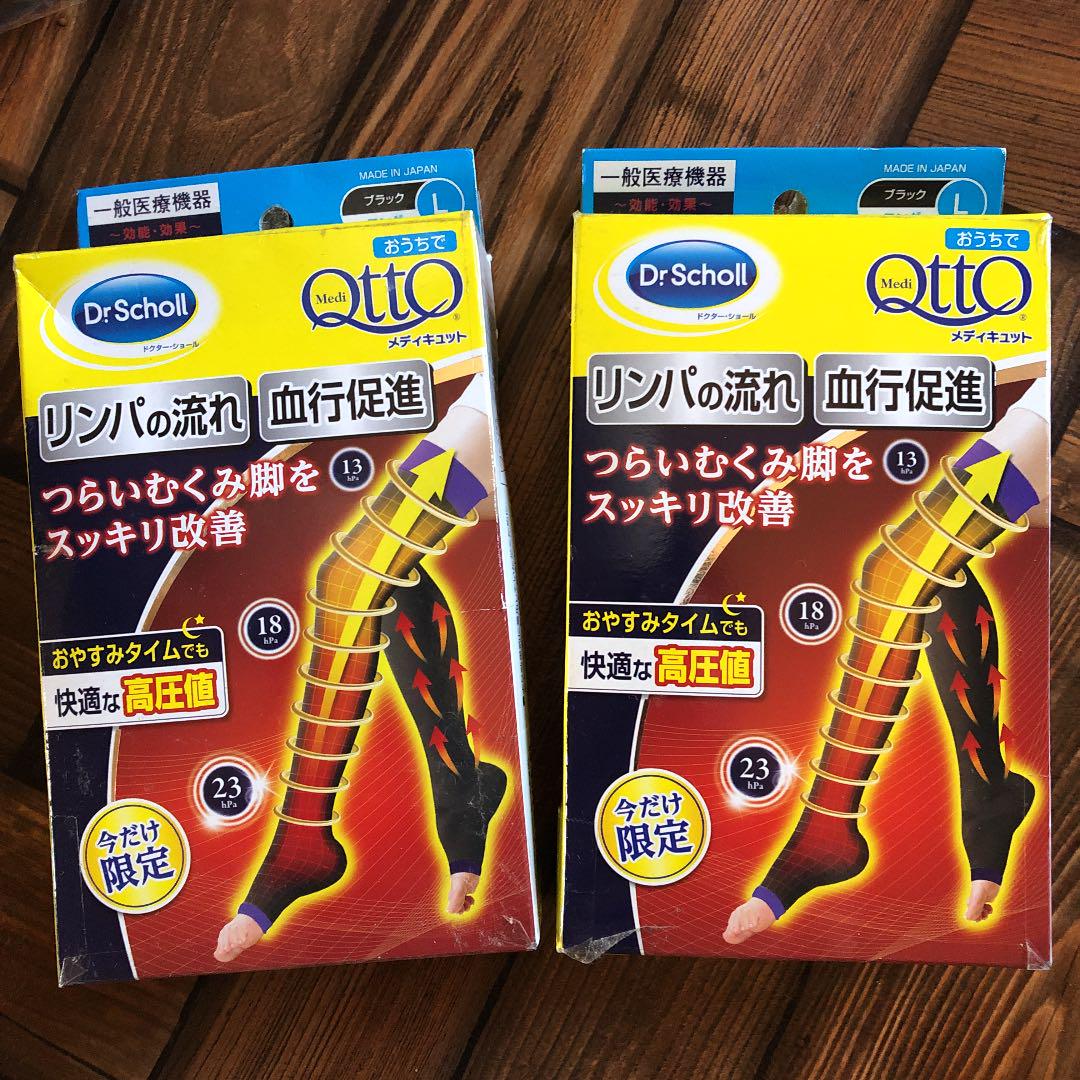 一般医療機器
～効能・効果～
MADE IN JAPAN
ブラック
L
Dr.Scholl
ドクター・ショール
おうちで
Medi QttO®
メディキュット
リンパの流れ
血行促進
つらいむくみ脚を
スッキリ改善
13
hPa
18
hPa
おやすみタイムでも
快適な高圧値
23
hPa
今だけ
限定
一般医療機器
～効能・効果～
MADE IN JAPAN
ブラック
L
Dr.Scholl
ドクター・ショール
おうちで
Medi QttO®
メディキュット
リンパの流れ
血行促進
つらいむくみ脚を
スッキリ改善
13
hPa
18
hPa
おやすみタイムでも
快適な高圧値
23
hPa
今だけ
限定